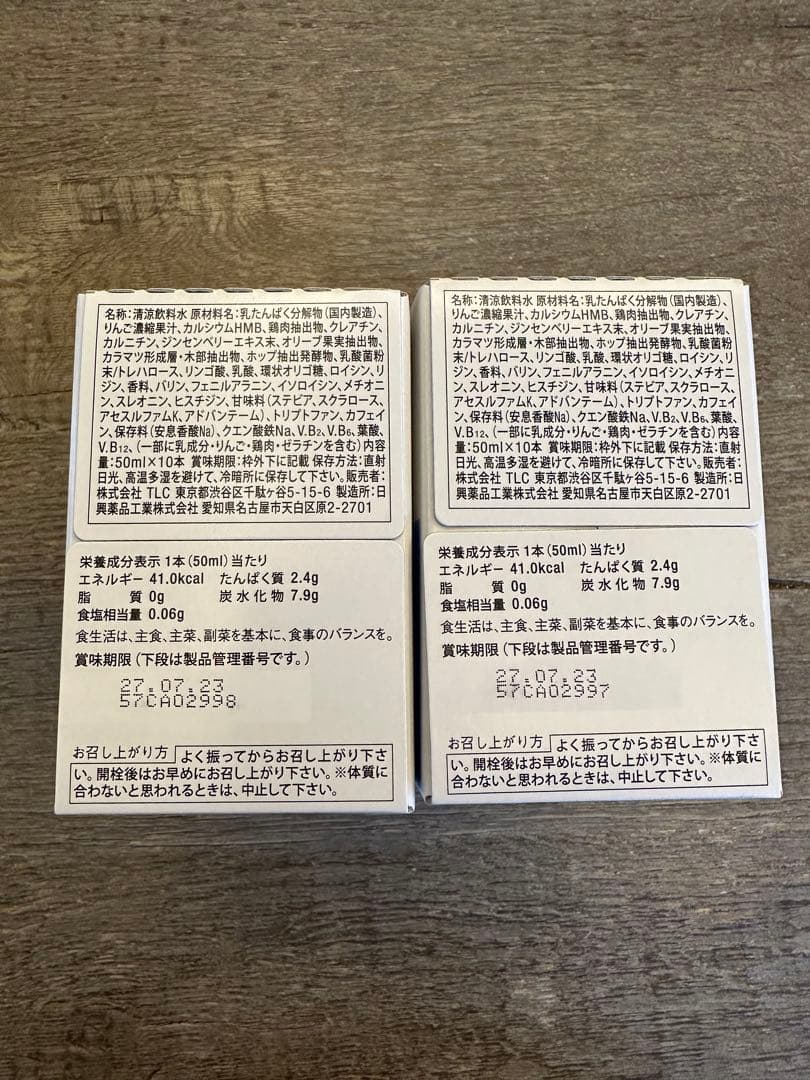 名称:清涼飲料水 原材料名:乳たんぱく分解物(国内製造)、
りんご濃縮果汁、カルシウムHMB、鶏肉抽出物、クレアチン、
カルニチン、ジンセンベリーエキス末、オリーブ果実抽出物、
カラマツ形成層・木部抽出物、ホップ抽出発酵物、乳酸菌粉
末/トレハロース、リンゴ酸、乳酸、環状オリゴ糖、ロイシン、リ
ジン、香料、バリン、フェニルアラニン、イソロイシン、メチオニ
ン、スレオニン、ヒスチジン、甘味料(ステビア、スクラロース、
アセスルファムK、アドバンテーム)、トリプトファン、カフェイ
ン、保存料(安息香酸Na)、クエン酸鉄Na、V.B2、V.B6、葉酸、
V.B12、(一部に乳成分・りんご・鶏肉・ゼラチンを含む)内容
量:50ml×10本 賞味期限:枠外下に記載 保存方法:直射
日光、高温多湿を避けて、冷暗所に保存して下さい。販売者:
株式会社 TLC 東京都渋谷区千駄ヶ谷5-15-6 製造所:日
興薬品工業株式会社 愛知県名古屋市天白区原2-2701
栄養成分表示 1本(50ml)当たり
エネルギー 41.0kcal たんぱく質 2.4g
脂 質 0g 炭水化物 7.9g
食塩相当量 0.06g
食生活は、主食、主菜、副菜を基本に、食事のバランスを。
賞味期限(下段は製品管理番号です。)
27.07.23
57CA02998
お召し上がり方 よく振ってからお召し上がり下さ
い。開栓後はお早めにお召し上がり下さい。※体質に
合わないと思われるときは、中止して下さい。
名称:清涼飲料水 原材料名:乳たんぱく分解物(国内製造)、
りんご濃縮果汁、カルシウムHMB、鶏肉抽出物、クレアチン、
カルニチン、ジンセンベリーエキス末、オリーブ果実抽出物、
カラマツ形成層・木部抽出物、ホップ抽出発酵物、乳酸菌粉
末/トレハロース、リンゴ酸、乳酸、環状オリゴ糖、ロイシン、リ
ジン、香料、バリン、フェニルアラニン、イソロイシン、メチオニ
ン、スレオニン、ヒスチジン、甘味料(ステビア、スクラロース、
アセスルファムK、アドバンテーム)、トリプトファン、カフェイ
ン、保存料(安息香酸Na)、クエン酸鉄Na、V.B2、V.B6、葉酸、
V.B12、(一部に乳成分・りんご・鶏肉・ゼラチンを含む)内容
量:50ml×10本 賞味期限:枠外下に記載 保存方法:直射
日光、高温多湿を避けて、冷暗所に保存して下さい。販売者:
株式会社 TLC 東京都渋谷区千駄ヶ谷5-15-6 製造所:日
興薬品工業株式会社 愛知県名古屋市天白区原2-2701
栄養成分表示 1本(50ml)当たり
エネルギー 41.0kcal たんぱく質 2.4g
脂 質 0g 炭水化物 7.9g
食塩相当量 0.06g
食生活は、主食、主菜、副菜を基本に、食事のバランスを。
賞味期限(下段は製品管理番号です。)
27.07.23
57CA02997
お召し上がり方 よく振ってからお召し上がり下さ
い。開栓後はお早めにお召し上がり下さい。※体質に
合わないと思われるときは、中止して下さい。